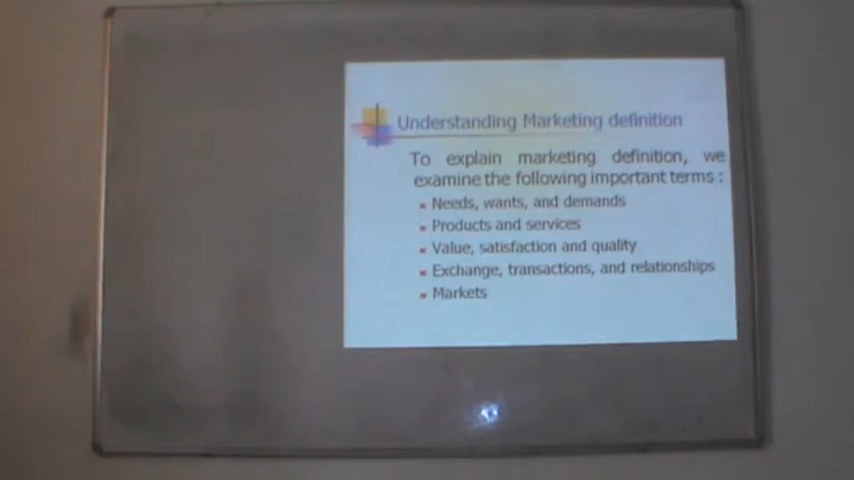 Understanding Marketing definition
To explain marketing definition, we
examine the following important terms :
Needs, wants, and demands
Products and services
Value, satisfaction and quality
Exchange, transactions, and relationships
Markets